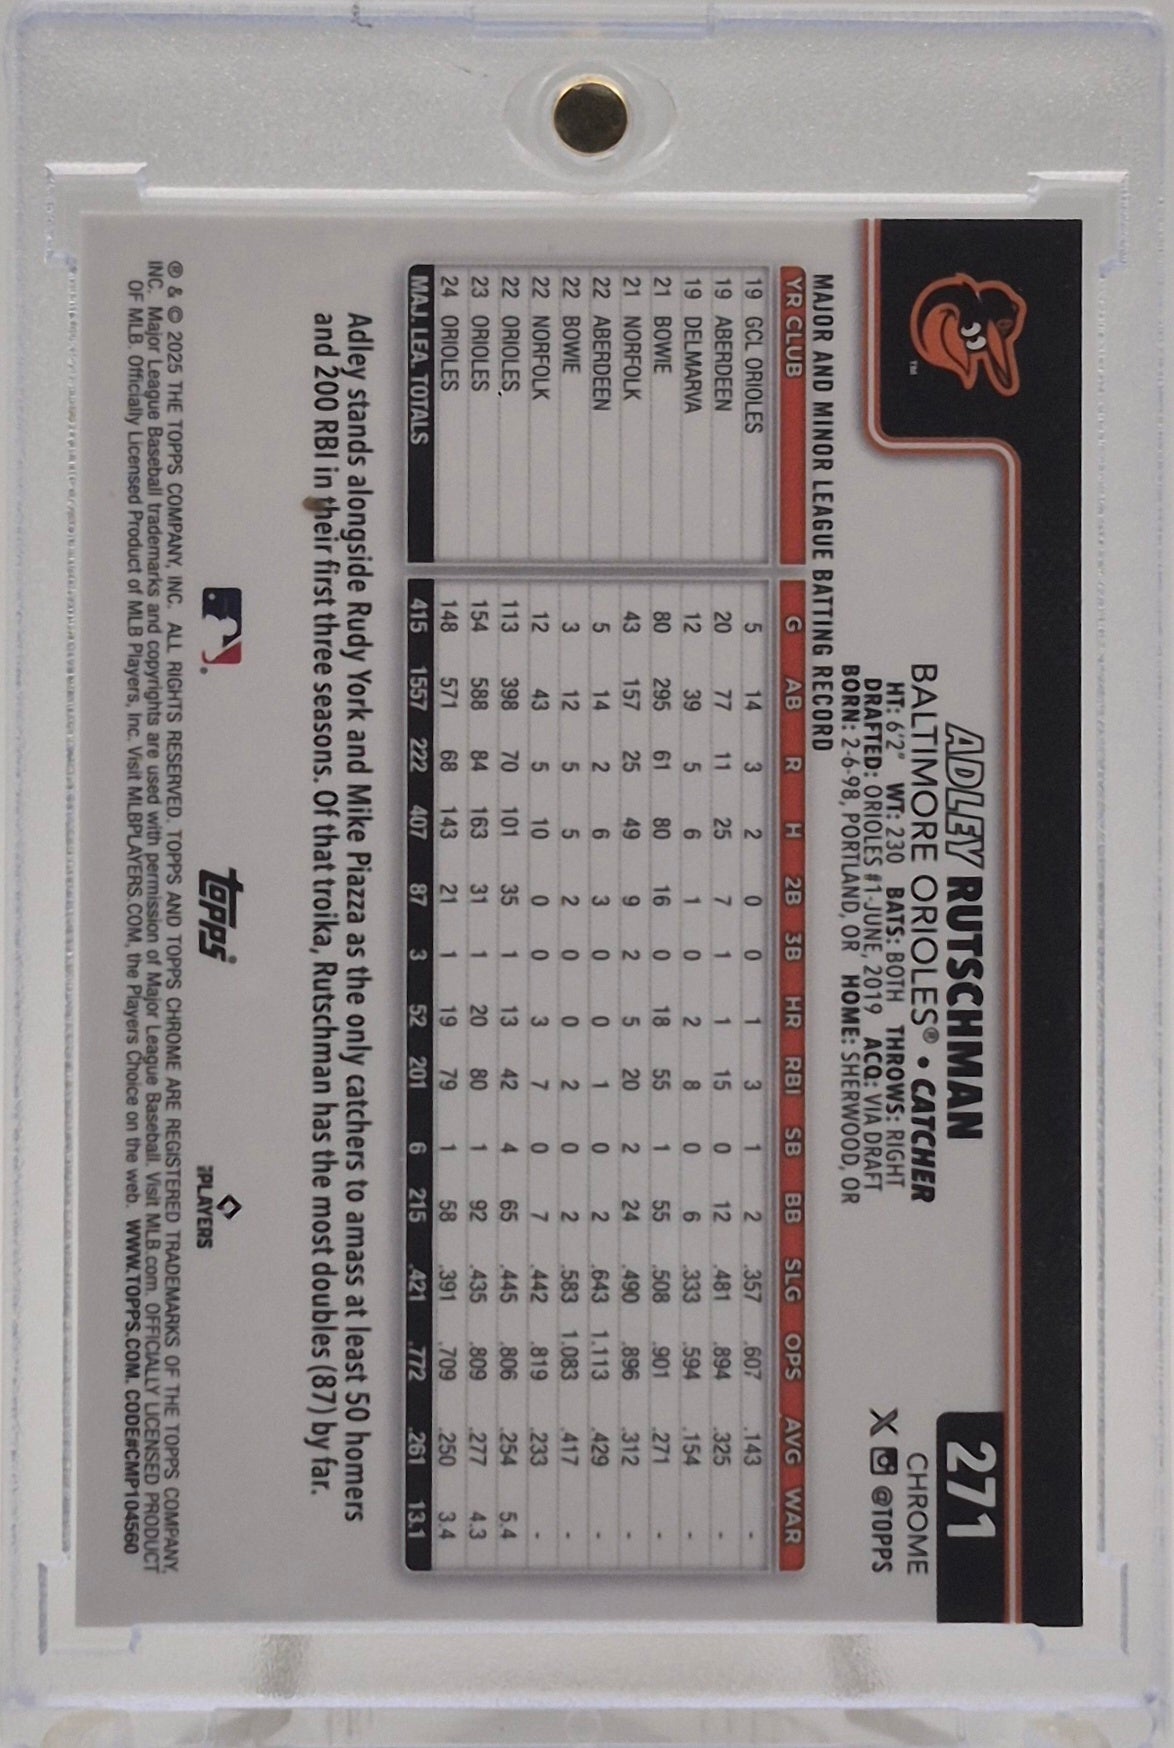 ™
271
CHROME
X @TOPPS
ADLEY RUTSCHMAN
BALTIMORE ORIOLES® • CATCHER
HT: 6'2" WT: 230 BATS: BOTH THROWS: RIGHT
DRAFTED: ORIOLES #1-JUNE, 2019 ACQ: VIA DRAFT
BORN: 2-6-98, PORTLAND, OR HOME: SHERWOOD, OR
MAJOR AND MINOR LEAGUE BATTING RECORD
YR CLUB G AB R H 2B 3B HR RBI SB BB SLG OPS AVG WAR
19 GCL ORIOLES 5 14 3 2 0 0 1 3 1 2 .357 .607 .143 -
19 ABERDEEN 20 77 11 25 7 1 1 15 0 12 .481 .894 .325 -
19 DELMARVA 12 39 5 6 1 0 2 8 0 6 .333 .594 .154 -
21 BOWIE 80 295 61 80 16 0 18 55 1 55 .508 .901 .271 -
21 NORFOLK 43 157 25 49 9 2 5 20 2 24 .490 .896 .312 -
22 ABERDEEN 5 14 2 6 3 0 0 1 0 2 .643 1.113 .429 -
22 BOWIE 3 12 5 5 2 0 0 2 0 2 .583 1.083 .417 -
22 NORFOLK 12 43 5 10 0 0 3 7 0 7 .442 .819 .233 -
22 ORIOLES 113 398 70 101 35 1 13 42 4 65 .445 .806 .254 5.4
23 ORIOLES 154 588 84 163 31 1 20 80 1 92 .435 .809 .277 4.3
24 ORIOLES 148 571 68 143 21 1 19 79 1 58 .391 .709 .250 3.4
MAJ. LEA. TOTALS 415 1557 222 407 87 3 52 201 6 215 .421 .772 .261 13.1
Adley stands alongside Rudy York and Mike Piazza as the only catchers to amass at least 50 homers
and 200 RBI in their first three seasons. Of that troika, Rutschman has the most doubles (87) by far.
topps
PLAYERS
® & © 2025 THE TOPPS COMPANY, INC. ALL RIGHTS RESERVED. TOPPS AND TOPPS CHROME ARE REGISTERED TRADEMARKS OF THE TOPPS COMPANY,
INC. Major League Baseball trademarks and copyrights are used with permission of Major League Baseball. Visit MLB.com. OFFICIALLY LICENSED PRODUCT
OF MLB. Officially Licensed Product of MLB Players, Inc. Visit MLBPLAYERS.COM, the Players Choice on the web. WWW.TOPPS.COM. CODE#CMP104560